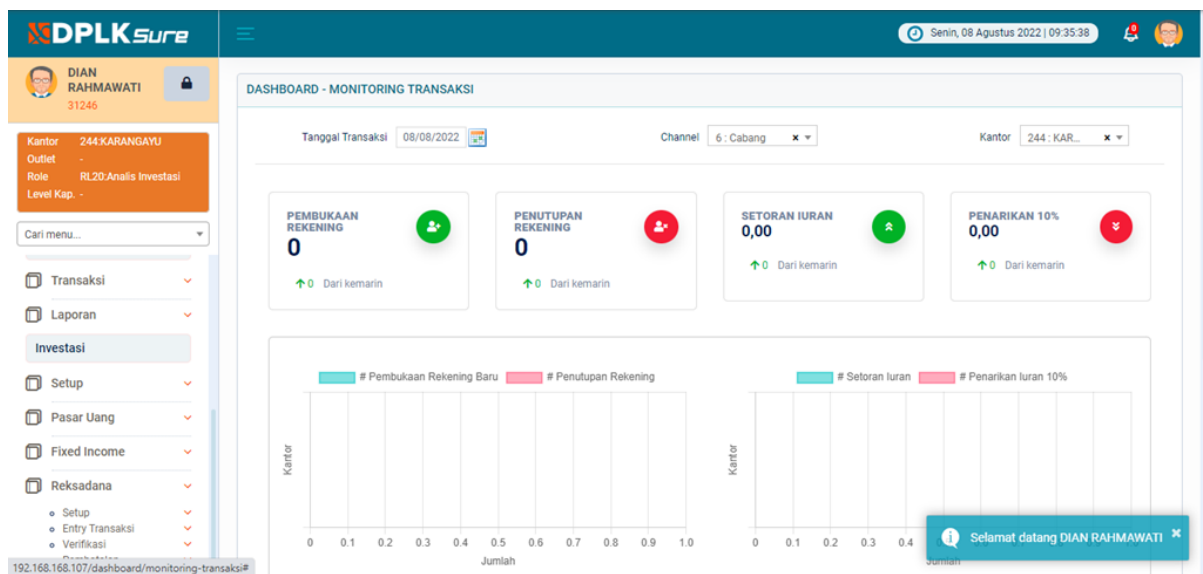 DPLKSure
Senin, 08 Agustus 2022 | 09:35:38
DIAN
RAHMAWATI
31246
Kantor 244:KARANGAYU
Outlet -
Role RL20:Analis Investasi
Level Kap. -
Cari menu...
Transaksi
Laporan
Investasi
Setup
Pasar Uang
Fixed Income
Reksadana
Setup
Entry Transaksi
Verifikasi
192.168.168.107/dashboard/monitoring-transaksi#
DASHBOARD - MONITORING TRANSAKSI
Tanggal Transaksi 08/08/2022 Channel 6 : Cabang × Kantor 244 : KAR... ×
PEMBUKAAN
REKENING
0
0 Dari kemarin
PENUTUPAN
REKENING
0
0 Dari kemarin
SETORAN IURAN
0,00
0 Dari kemarin
PENARIKAN 10%
0,00
0 Dari kemarin
# Pembukaan Rekening Baru # Penutupan Rekening
Kantor
0 0.1 0.2 0.3 0.4 0.5 0.6 0.7 0.8 0.9 1.0
Jumlah
# Setoran Iuran # Penarikan Iuran 10%
Kantor
0 0.1 0.2 0.3 0.4
Jumlah
Selamat datang DIAN RAHMAWATI ×